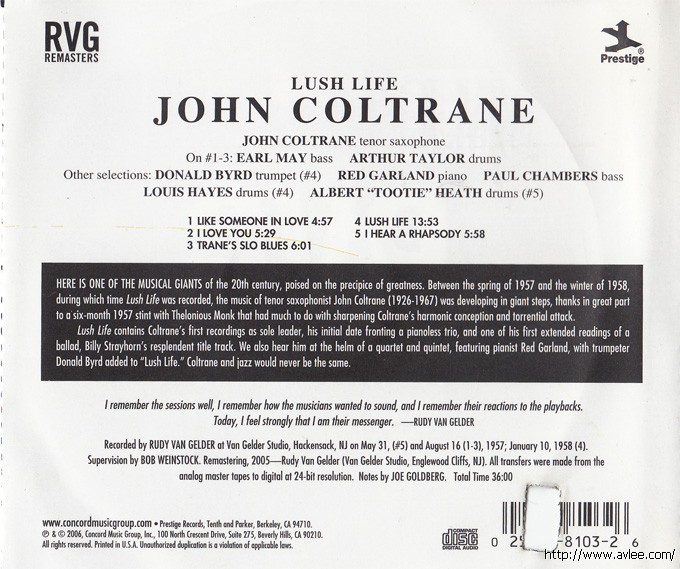 RVG
REMASTERS
Prestige ®
LUSH LIFE
JOHN COLTRANE
JOHN COLTRANE tenor saxophone
On #1-3: EARL MAY bass ARTHUR TAYLOR drums
Other selections: DONALD BYRD trumpet (#4) RED GARLAND piano PAUL CHAMBERS bass
LOUIS HAYES drums (#4) ALBERT “TOOTIE” HEATH drums (#5)
1 LIKE SOMEONE IN LOVE 4:57
2 I LOVE YOU 5:29
3 TRANE'S SLO BLUES 6:01
4 LUSH LIFE 13:53
5 I HEAR A RHAPSODY 5:58
HERE IS ONE OF THE MUSICAL GIANTS of the 20th century, poised on the precipice of greatness. Between the spring of 1957 and the winter of 1958,
during which time Lush Life was recorded, the music of tenor saxophonist John Coltrane (1926-1967) was developing in giant steps, thanks in great part
to a six-month 1957 stint with Thelonious Monk that had much to do with sharpening Coltrane's harmonic conception and torrential attack.
Lush Life contains Coltrane's first recordings as sole leader, his initial date fronting a pianoless trio, and one of his first extended readings of a
ballad, Billy Strayhorn's resplendent title track. We also hear him at the helm of a quartet and quintet, featuring pianist Red Garland, with trumpeter
Donald Byrd added to “Lush Life.” Coltrane and jazz would never be the same.
I remember the sessions well, I remember how the musicians wanted to sound, and I remember their reactions to the playbacks.
Today, I feel strongly that I am their messenger. —RUDY VAN GELDER
Recorded by RUDY VAN GELDER at Van Gelder Studio, Hackensack, NJ on May 31, (#5) and August 16 (1-3), 1957; January 10, 1958 (4).
Supervision by BOB WEINSTOCK. Remastering, 2005—Rudy Van Gelder (Van Gelder Studio, Englewood Cliffs, NJ). All transfers were made from the
analog master tapes to digital at 24-bit resolution. Notes by JOE GOLDBERG. Total Time 36:00
www.concordmusicgroup.com • Prestige Records, Tenth and Parker, Berkeley, CA 94710.
℗ & © 2006, Concord Music Group, Inc., 100 North Crescent Drive, Suite 275, Beverly Hills, CA 90210.
All rights reserved. Printed in U.S.A. Unauthorized duplication is a violation of applicable laws.
COMPACT
disc
DIGITAL AUDIO
0 25 -8103-2 6
http://www.avlee.com/